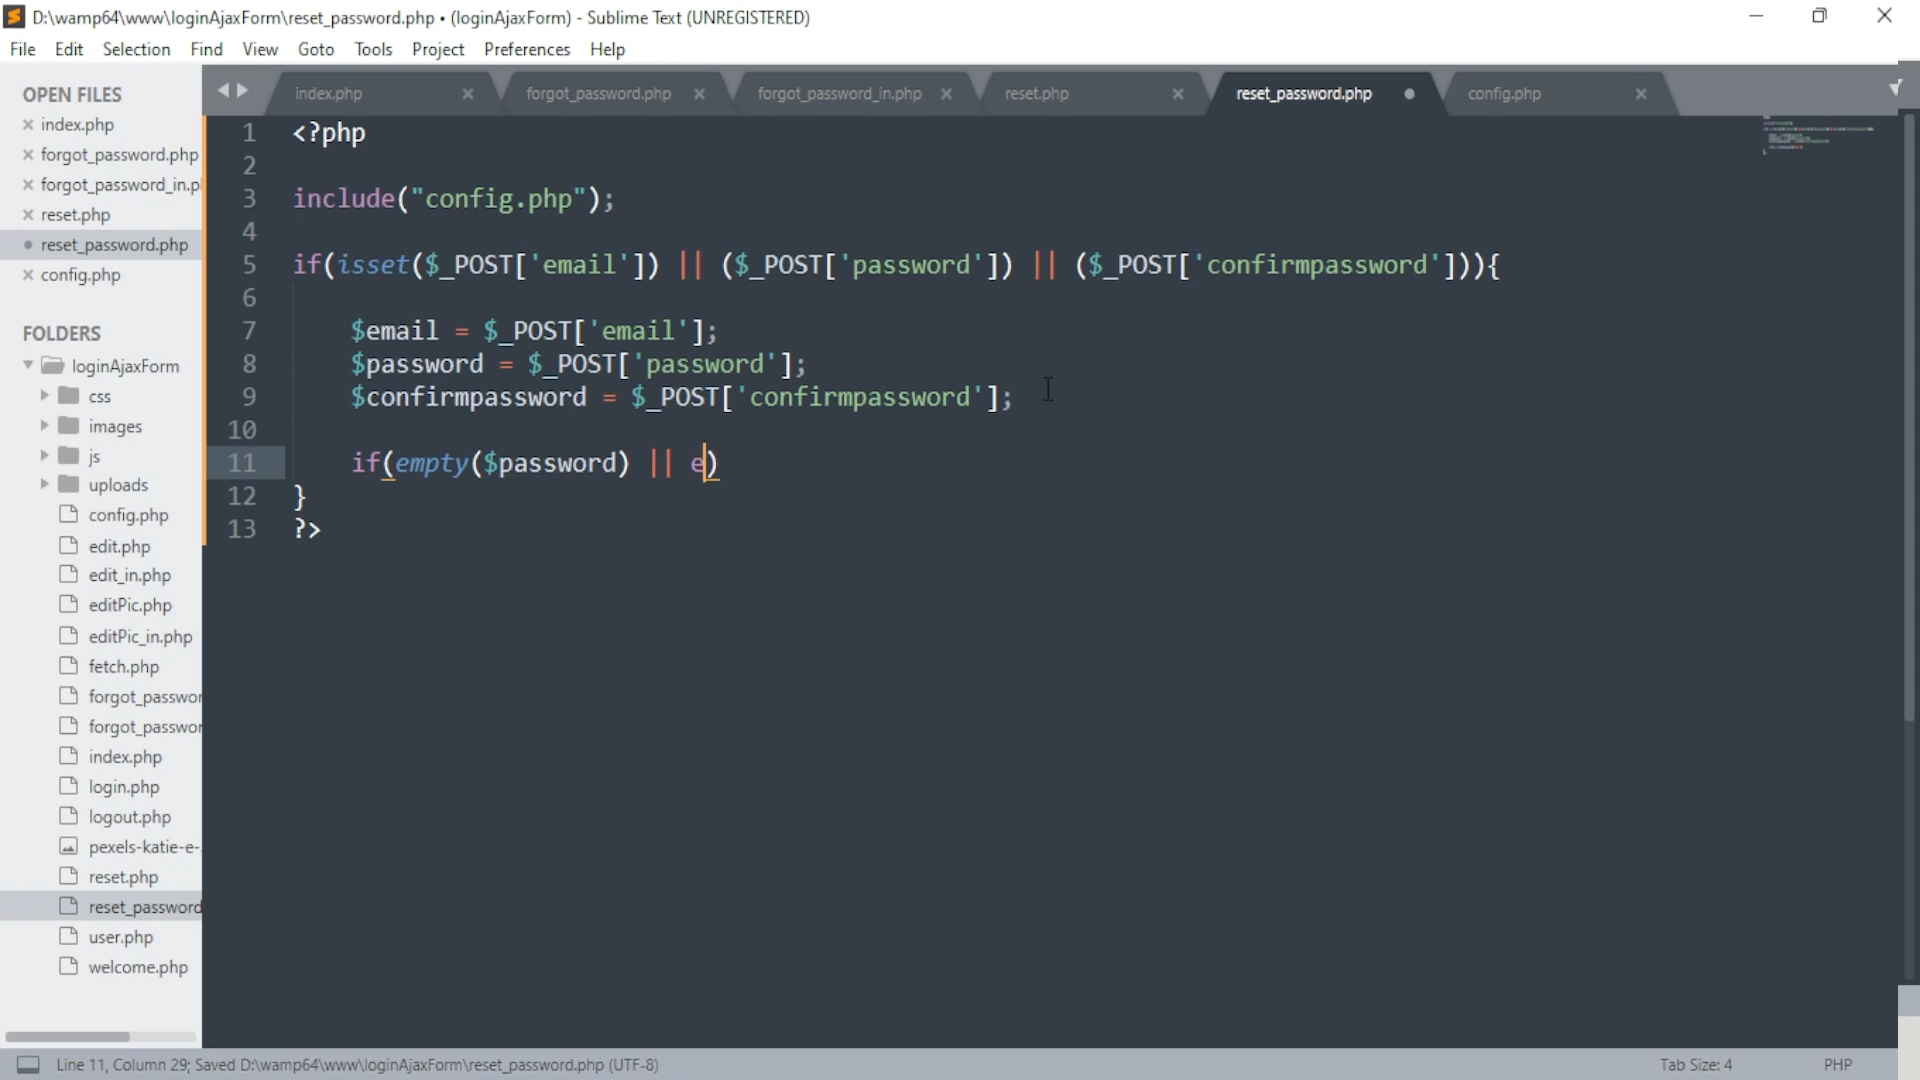 D:\wamp64\www\loginAjaxForm\reset_password.php • (loginAjaxForm) - Sublime Text (UNREGISTERED)
File Edit Selection Find View Goto Tools Project Preferences Help
OPEN FILES
index.php
forgot_password.php
forgot_password_in.p
reset.php
reset_password.php
config.php
FOLDERS
loginAjaxForm
css
images
js
uploads
config.php
edit.php
edit_in.php
editPic.php
editPic_in.php
fetch.php
forgot_passwor
forgot_passwor
index.php
login.php
logout.php
pexels-katie-e-
reset.php
reset_password
user.php
welcome.php
index.php forgot_password.php forgot_password_in.php reset.php reset_password.php config.php
1 <?php
2
3 include("config.php");
4
5 if(isset($_POST['email']) || ($_POST['password']) || ($_POST['confirmpassword'])){
6
7 $email = $_POST['email'];
8 $password = $_POST['password'];
9 $confirmpassword = $_POST['confirmpassword'];
10
11 if(empty($password) || e)
12 }
13 ?>
Line 11, Column 29; Saved D:\wamp64\www\loginAjaxForm\reset_password.php (UTF-8) Tab Size: 4 PHP